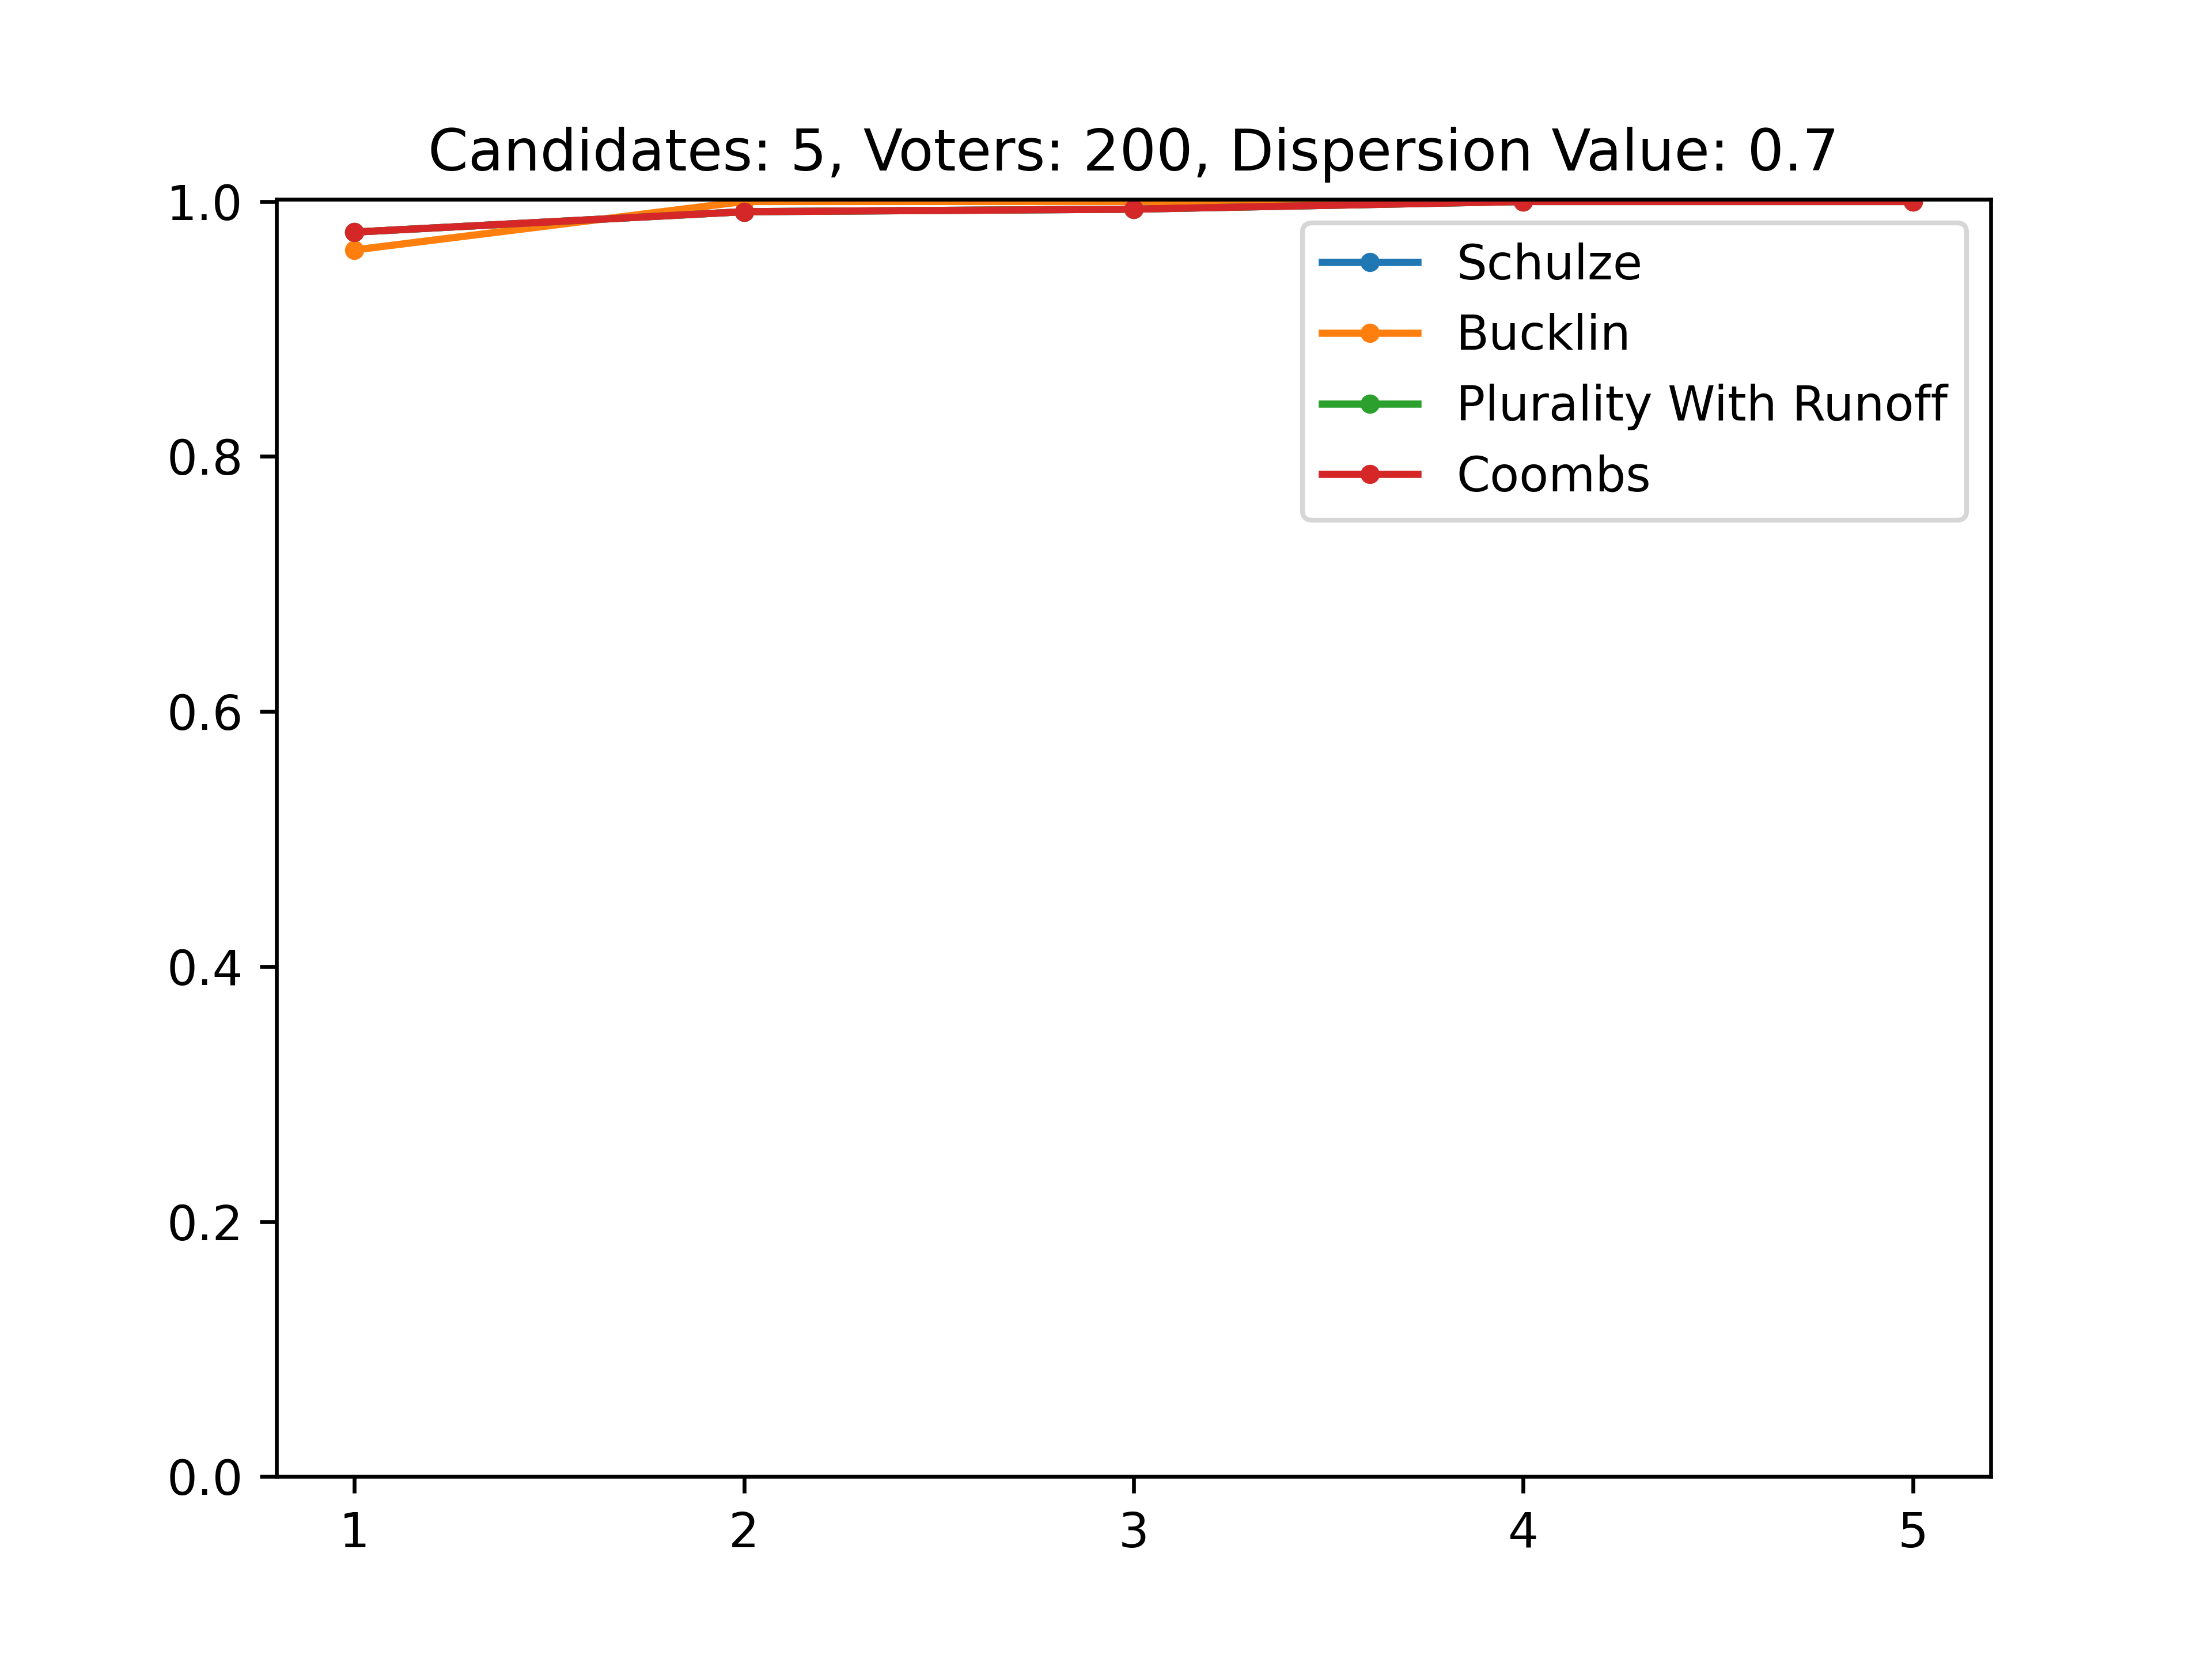 Candidates: 5, Voters: 200, Dispersion Value: 0.7
1.0
0.8
0.6
0.4
0.2
0.0
Schulze
Bucklin
Plurality With Runoff
Coombs
1 2 3 4 5